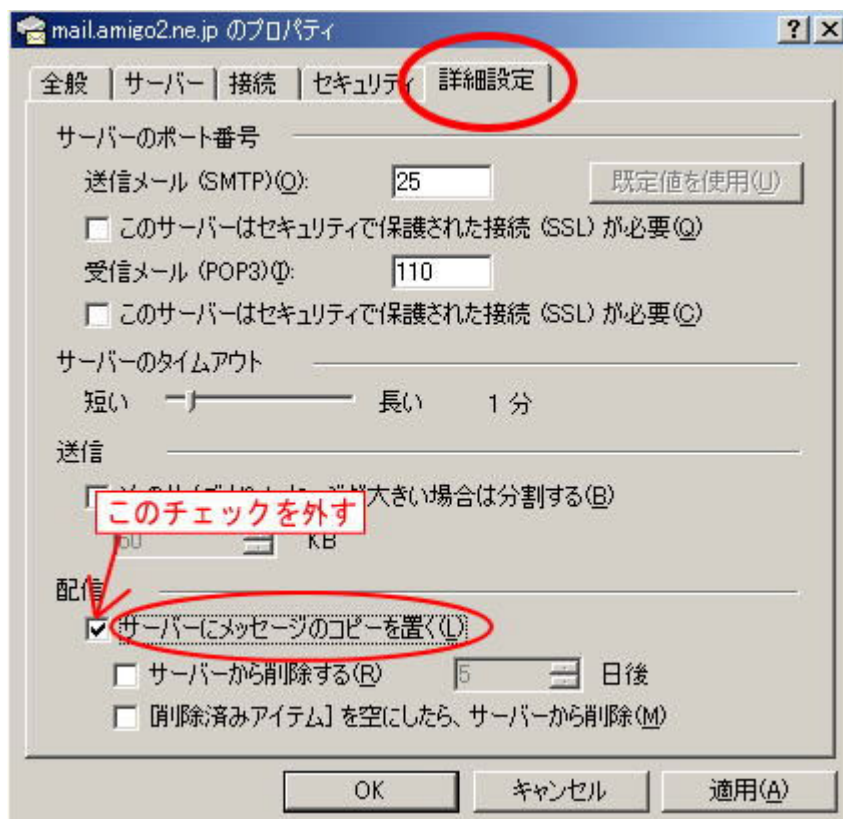 mail.amigo2.ne.jp のプロパティ
全般 サーバー 接続 セキュリティ 詳細設定
サーバーのポート番号
送信メール (SMTP)(O): 25 既定値を使用(U)
このサーバーはセキュリティで保護された接続 (SSL) が必要(Q)
受信メール (POP3)(I): 110
このサーバーはセキュリティで保護された接続 (SSL) が必要(C)
サーバーのタイムアウト
短い 長い 1 分
送信
大きい場合は分割する(B)
このチェックを外す
KB
配信
サーバーにメッセージのコピーを置く(L)
サーバーから削除する(R) 5 日後
[削除済みアイテム] を空にしたら、サーバーから削除(M)
OK キャンセル 適用(A)